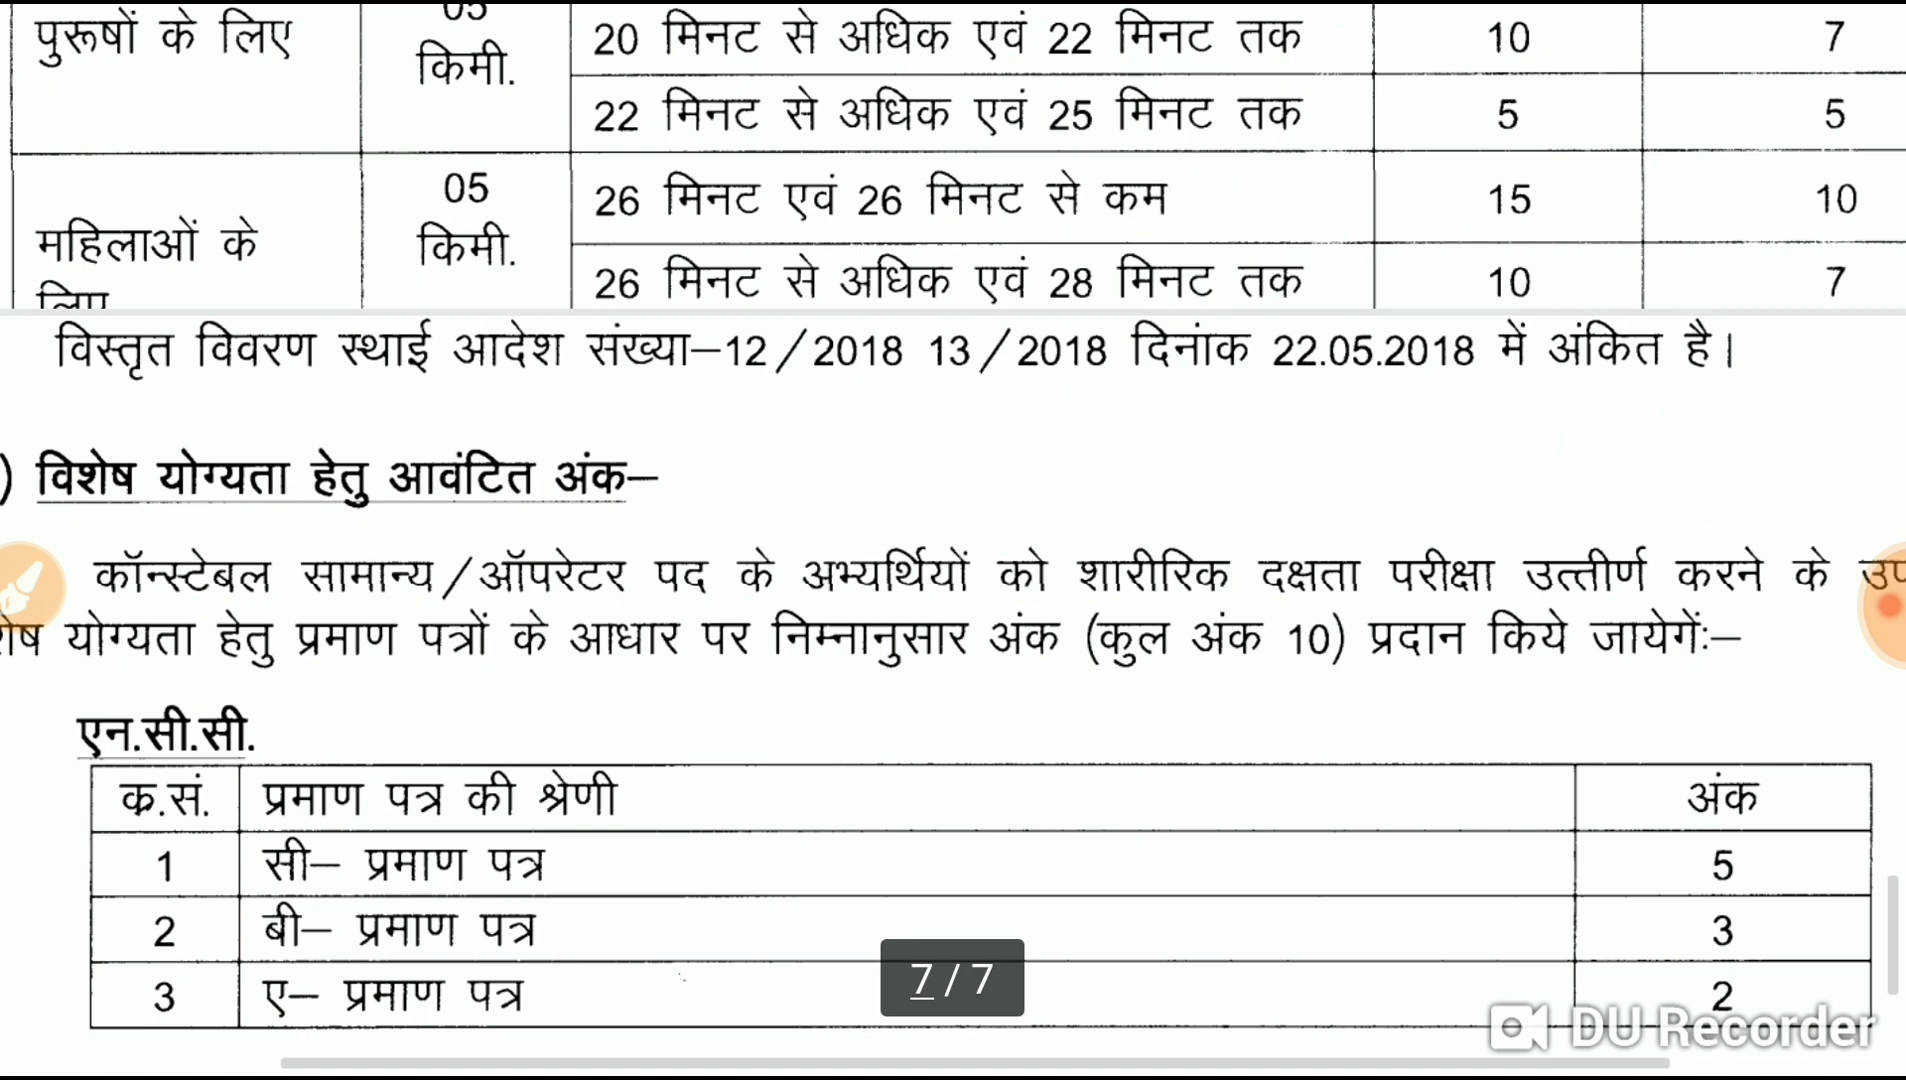 पुरूषों के लिए
05
किमी.
20 मिनट से अधिक एवं 22 मिनट तक 10 7
22 मिनट से अधिक एवं 25 मिनट तक 5 5
महिलाओं के
लिए
05
किमी.
26 मिनट एवं 26 मिनट से कम 15 10
26 मिनट से अधिक एवं 28 मिनट तक 10 7
विस्तृत विवरण स्थाई आदेश संख्या–12/2018 13/2018 दिनांक 22.05.2018 में अंकित है।
) विशेष योग्यता हेतु आवंटित अंक–
कॉन्स्टेबल सामान्य/ऑपरेटर पद के अभ्यर्थियों को शारीरिक दक्षता परीक्षा उत्तीर्ण करने के
योग्यता हेतु प्रमाण पत्रों के आधार पर निम्नानुसार अंक (कुल अंक 10) प्रदान किये जायेगें:–
एन.सी.सी.
क्र.सं. प्रमाण पत्र की श्रेणी अंक
1 सी– प्रमाण पत्र 5
2 बी– प्रमाण पत्र 3
3 ए– प्रमाण पत्र 2
7 / 7
DU Recorder